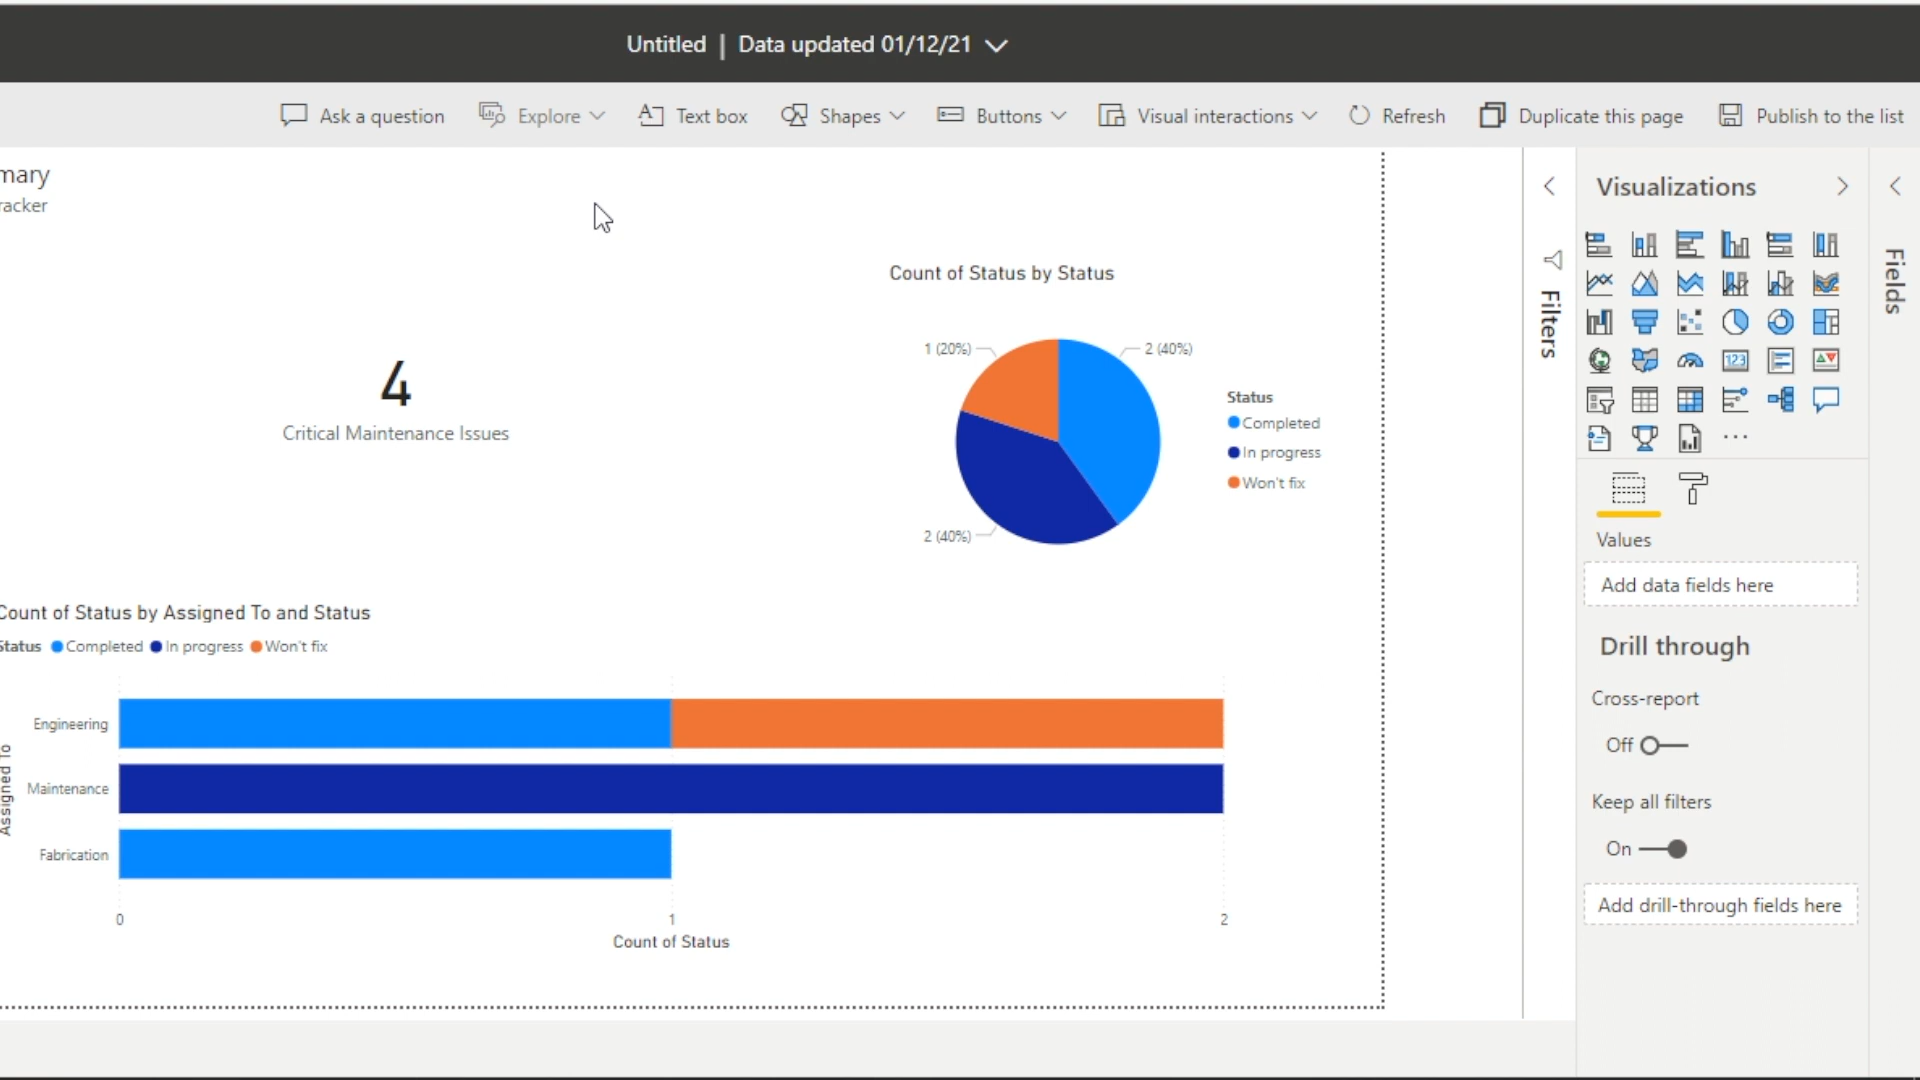 Untitled | Data updated 01/12/21
Ask a question Explore Text box Shapes Buttons Visual interactions Refresh Duplicate this page Publish to the list
mary
racker
4
Critical Maintenance Issues
Count of Status by Status
1 (20%)
2 (40%)
2 (40%)
Status
Completed
In progress
Won't fix
Count of Status by Assigned To and Status
Status Completed In progress Won't fix
Assigned To
Engineering
Maintenance
Fabrication
0 1 2
Count of Status
Filters
Visualizations
123
Values
Add data fields here
Drill through
Cross-report
Off
Keep all filters
On
Add drill-through fields here
Fields